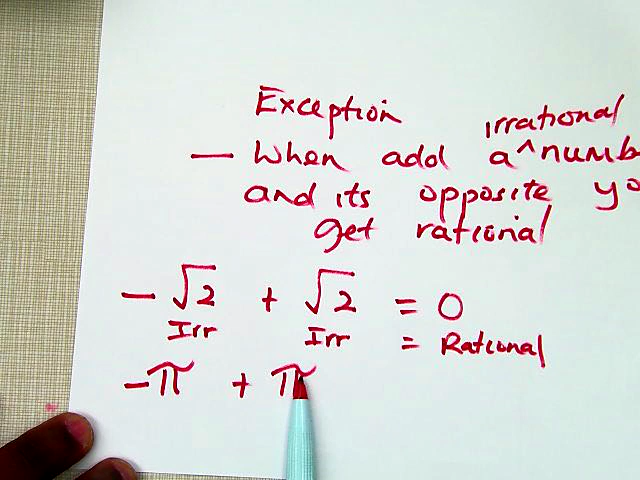 Exception
irrational
— When add a ^ numb
and its opposite yo
get rational
- √2 + √2 = 0
Irr Irr = Rational
-π + π